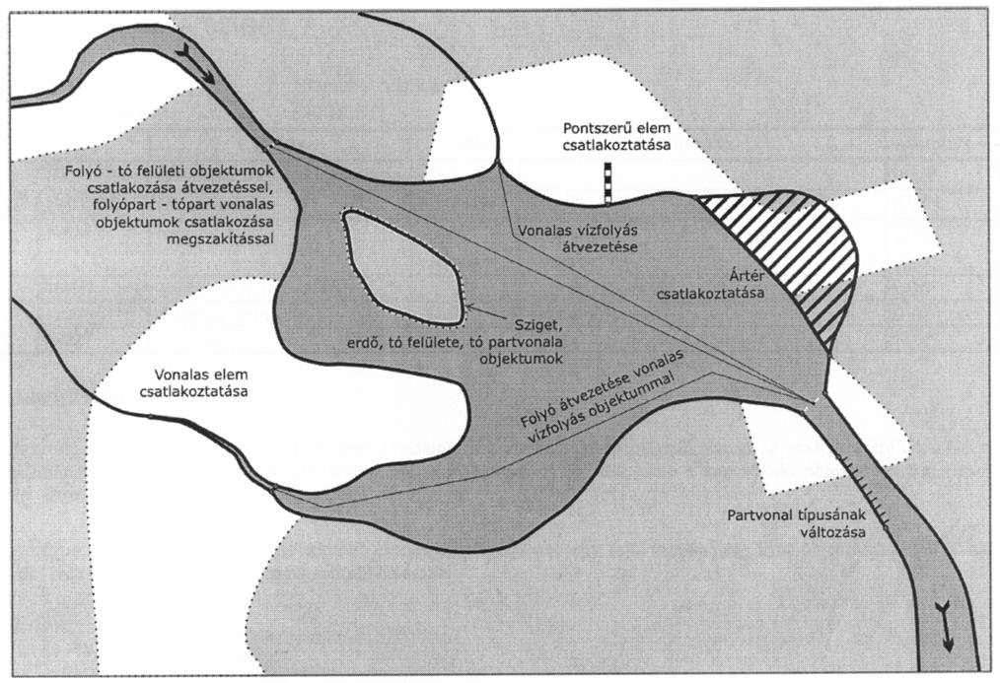 Pontszerű elem
csatlakoztatása
Folyó - tó felületi objektumok
csatlakozása átvezetéssel,
folyópart - tópart vonalas
objektumok csatlakozása
megszakítással
Vonalas vízfolyás
átvezetése
Ártér
csatlakoztatása
Sziget,
erdő, tó felülete, tó partvonala
objektumok
Vonalas elem
csatlakoztatása
Folyó átvezetése vonalas
vízfolyás objektummal
Partvonal típusának
változása